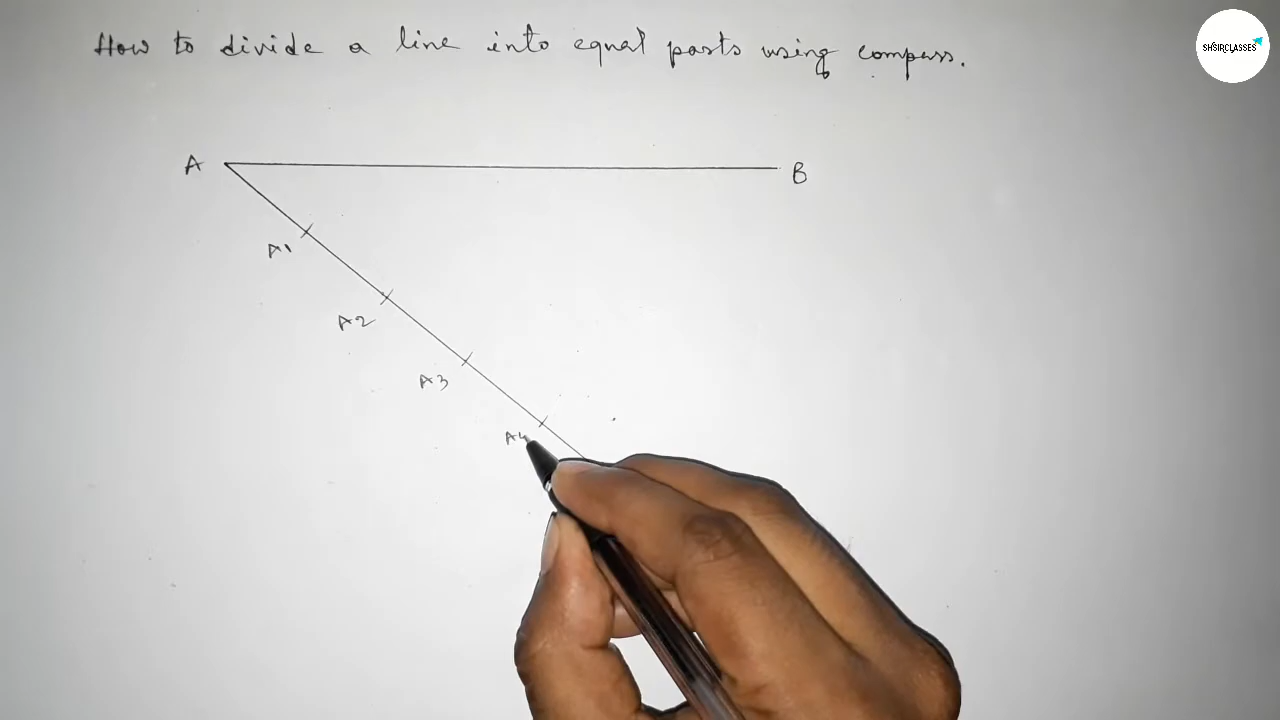 How to divide a line into equal parts using compass.
SHSIRCLASSES
A
B
A1
A2
A3
A4